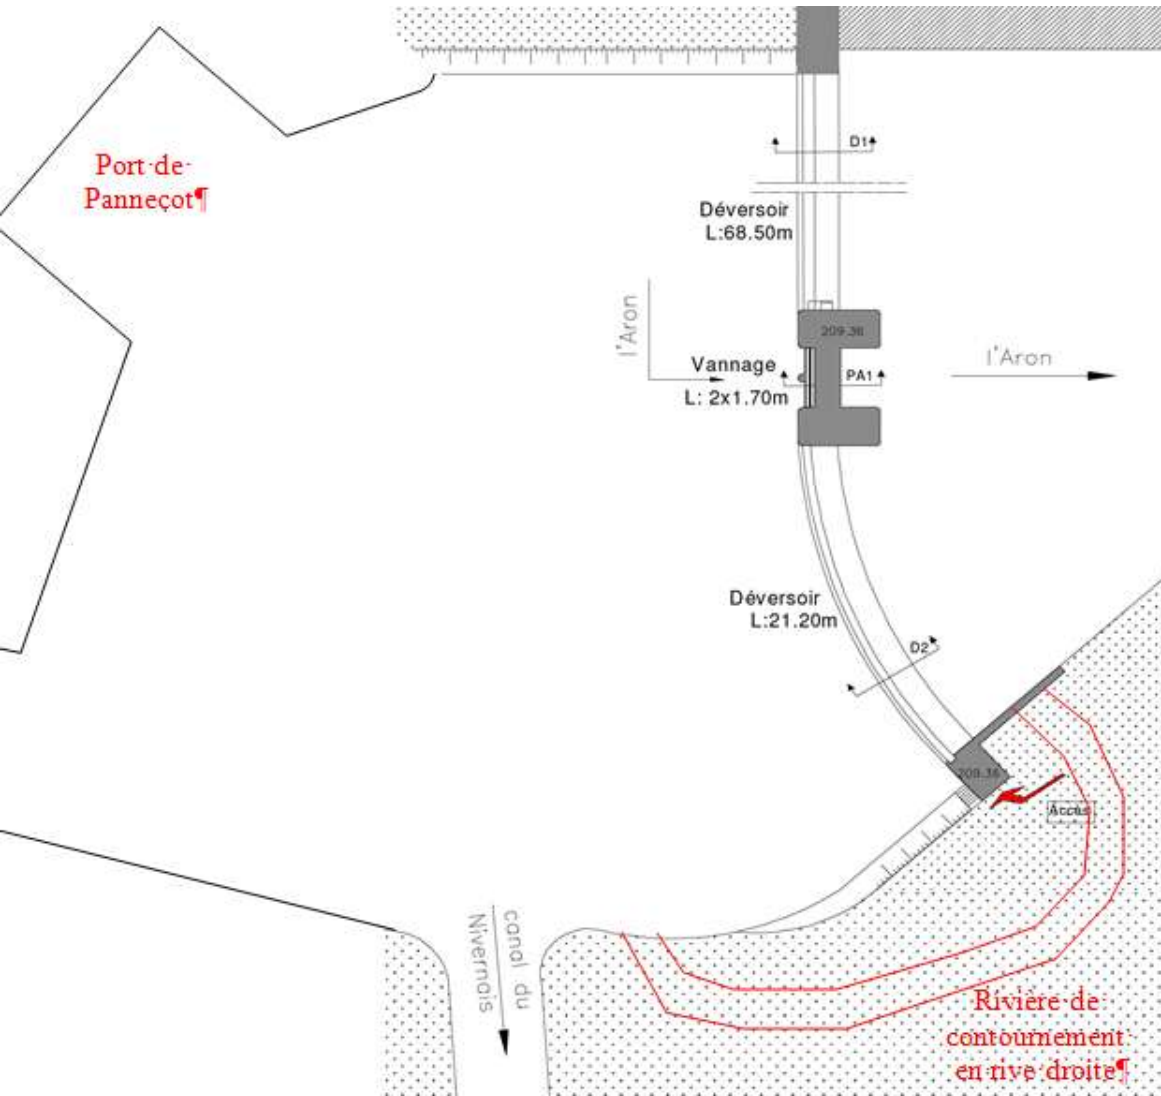 D1
Port·de·
Panneçot¶
Déversoir
L:68.50m
l'Aron
209.36
Vannage
PA1
L: 2x1.70m
l'Aron
Déversoir
L:21.20m
D2
209.36
Accès
canal du
Nivernais
Rivière·de·
contournement·
en·rive·droite¶